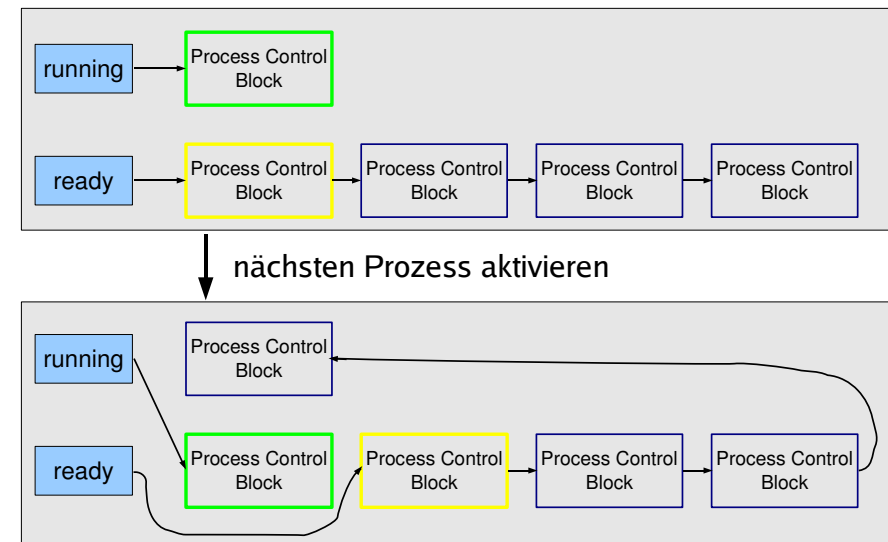 running
Process Control
Block
ready
Process Control
Block
Process Control
Block
Process Control
Block
Process Control
Block
nächsten Prozess aktivieren
running
Process Control
Block
ready
Process Control
Block
Process Control
Block
Process Control
Block
Process Control
Block